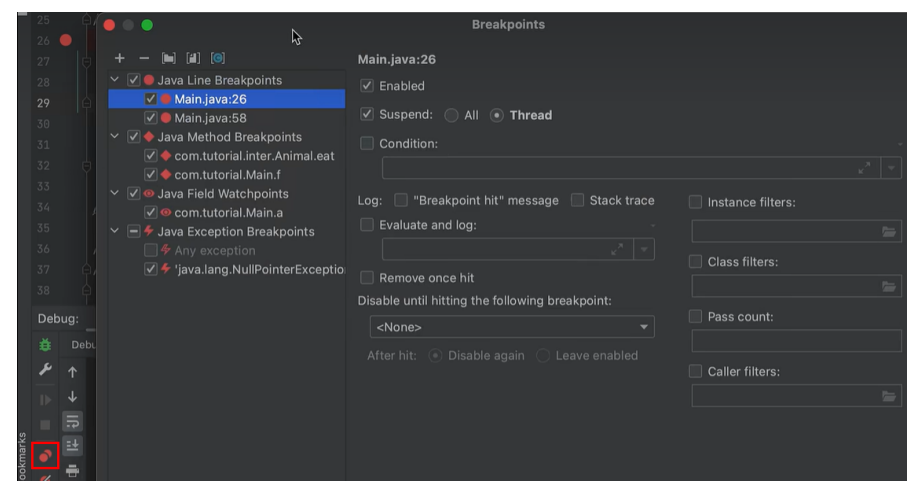 Breakpoints
25
26
27
28
29
30
31
32
33
34
35
36
37
38
Java Line Breakpoints
Main.java:26
Main.java:58
Java Method Breakpoints
com.tutorial.inter.Animal.eat
com.tutorial.Main.f
Java Field Watchpoints
com.tutorial.Main.a
Java Exception Breakpoints
Any exception
'java.lang.NullPointerExceptio
Main.java:26
Enabled
Suspend: All Thread
Condition:
Log: "Breakpoint hit" message Stack trace
Evaluate and log:
Remove once hit
Disable until hitting the following breakpoint:
<None>
After hit: Disable again Leave enabled
Instance filters:
Class filters:
Pass count:
Caller filters:
Debug:
Debu
ookmarks